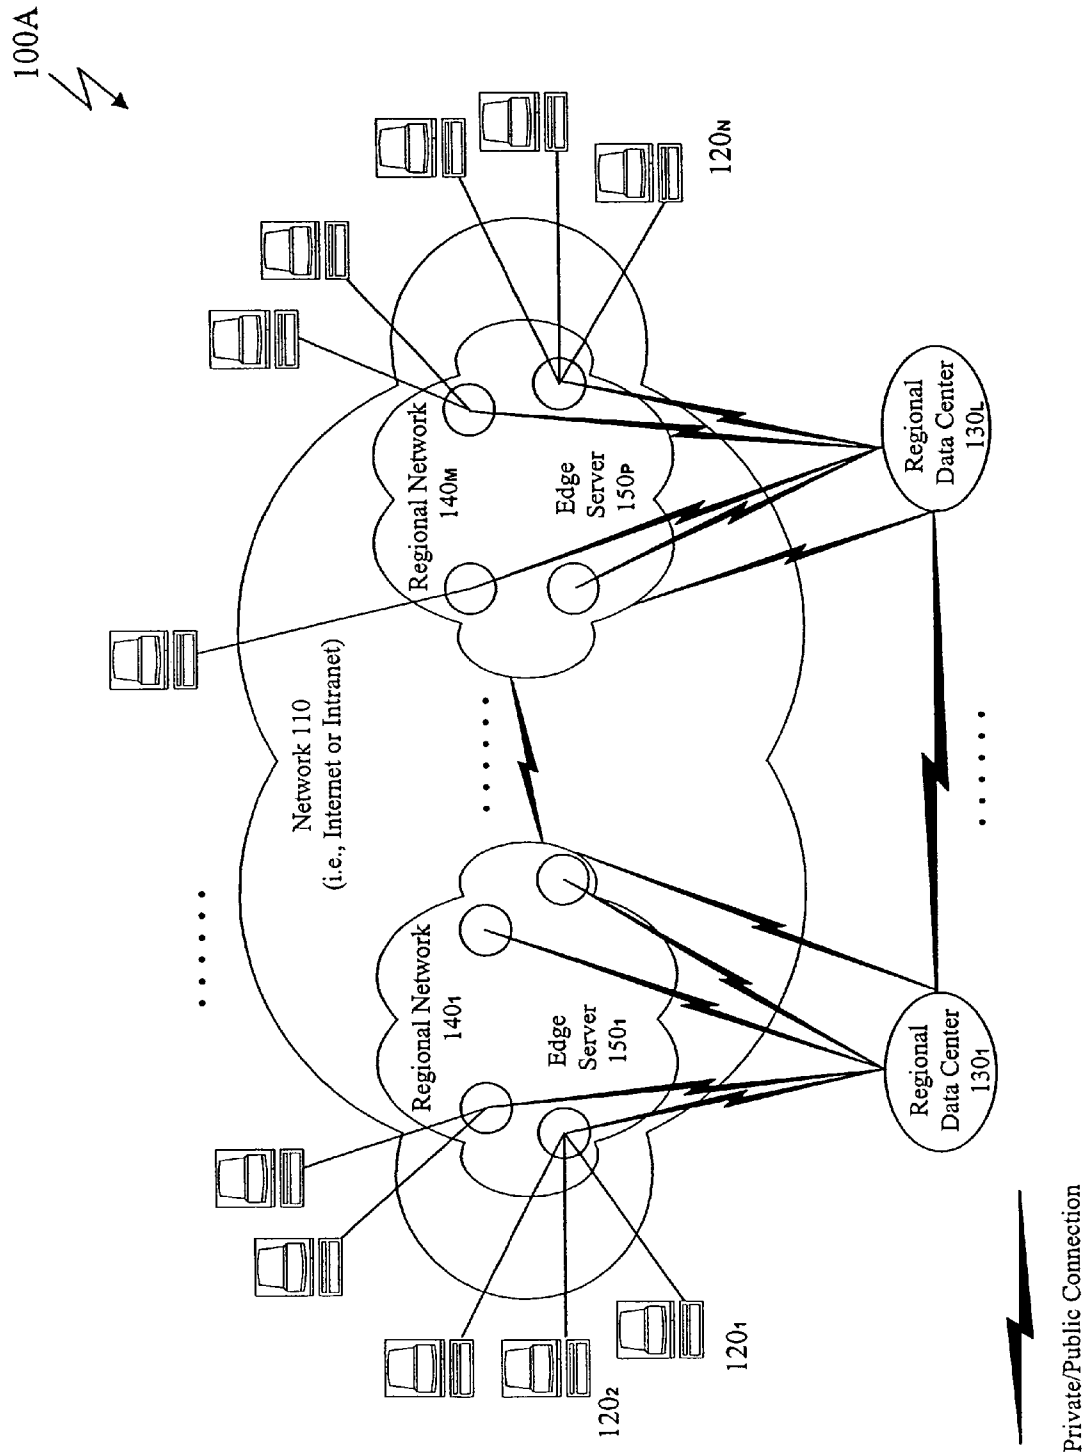 100A
120N
Network 110
(i.e., Internet or Intranet)
Regional Network
140₁
Regional Network
140M
Edge
Server
150₁
Edge
Server
150P
120₂
120₁
Regional
Data Center
130₁
Regional
Data Center
130L
Private/Public Connection